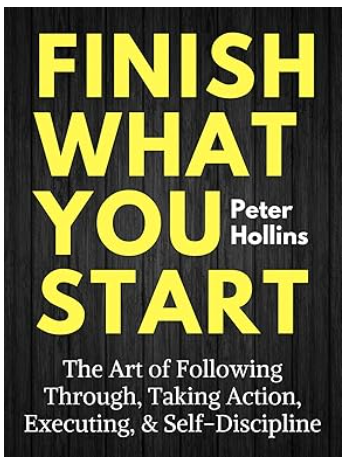 FINISH
WHAT
YOU
Peter
Hollins
START
The Art of Following
Through, Taking Action,
Executing, & Self-Discipline